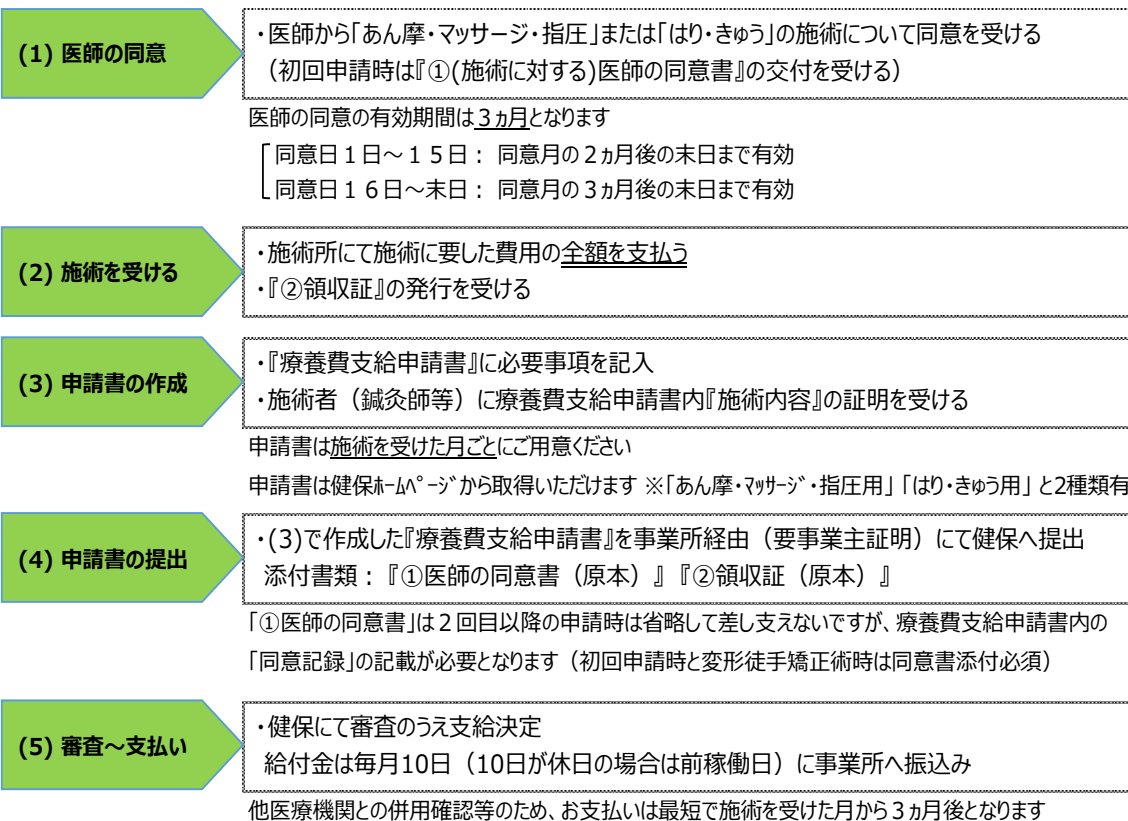 (1) 医師の同意
・医師から「あん摩・マッサージ・指圧」または「はり・きゅう」の施術について同意を受ける
（初回申請時は『①(施術に対する)医師の同意書』の交付を受ける）
医師の同意の有効期間は３ヵ月となります
同意日１日～１５日： 同意月の２ヵ月後の末日まで有効
同意日１６日～末日： 同意月の３ヵ月後の末日まで有効
(2) 施術を受ける
・施術所にて施術に要した費用の全額を支払う
・『②領収証』の発行を受ける
(3) 申請書の作成
・『療養費支給申請書』に必要事項を記入
・施術者（鍼灸師等）に療養費支給申請書内『施術内容』の証明を受ける
申請書は施術を受けた月ごとにご用意ください
申請書は健保ﾎｰﾑﾍﾟｰｼﾞから取得いただけます ※「あん摩・ﾏｯｻｰｼﾞ・指圧用」「はり・きゅう用」と2種類有
(4) 申請書の提出
・(3)で作成した『療養費支給申請書』を事業所経由（要事業主証明）にて健保へ提出
添付書類：『①医師の同意書（原本）』『②領収証（原本）』
「①医師の同意書」は２回目以降の申請時は省略して差し支えないですが、療養費支給申請書内の
「同意記録」の記載が必要となります（初回申請時と変形徒手矯正術時は同意書添付必須）
(5) 審査～支払い
・健保にて審査のうえ支給決定
給付金は毎月10日（10日が休日の場合は前稼働日）に事業所へ振込み
他医療機関との併用確認等のため、お支払いは最短で施術を受けた月から３ヵ月後となります